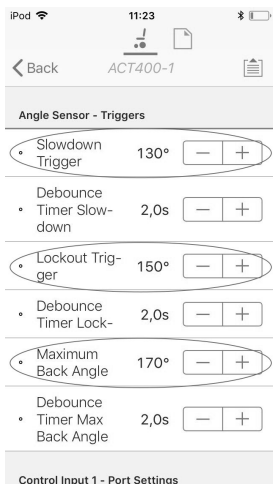 iPod 11:23
Back ACT400-1
Angle Sensor - Triggers
Slowdown
Trigger
130°
Debounce
Timer Slow-
down
2,0s
Lockout Trig-
ger
150°
Debounce
Timer Lock-
2,0s
Maximum
Back Angle
170°
Debounce
Timer Max
Back Angle
2,0s
Control Input 1 - Port Settings